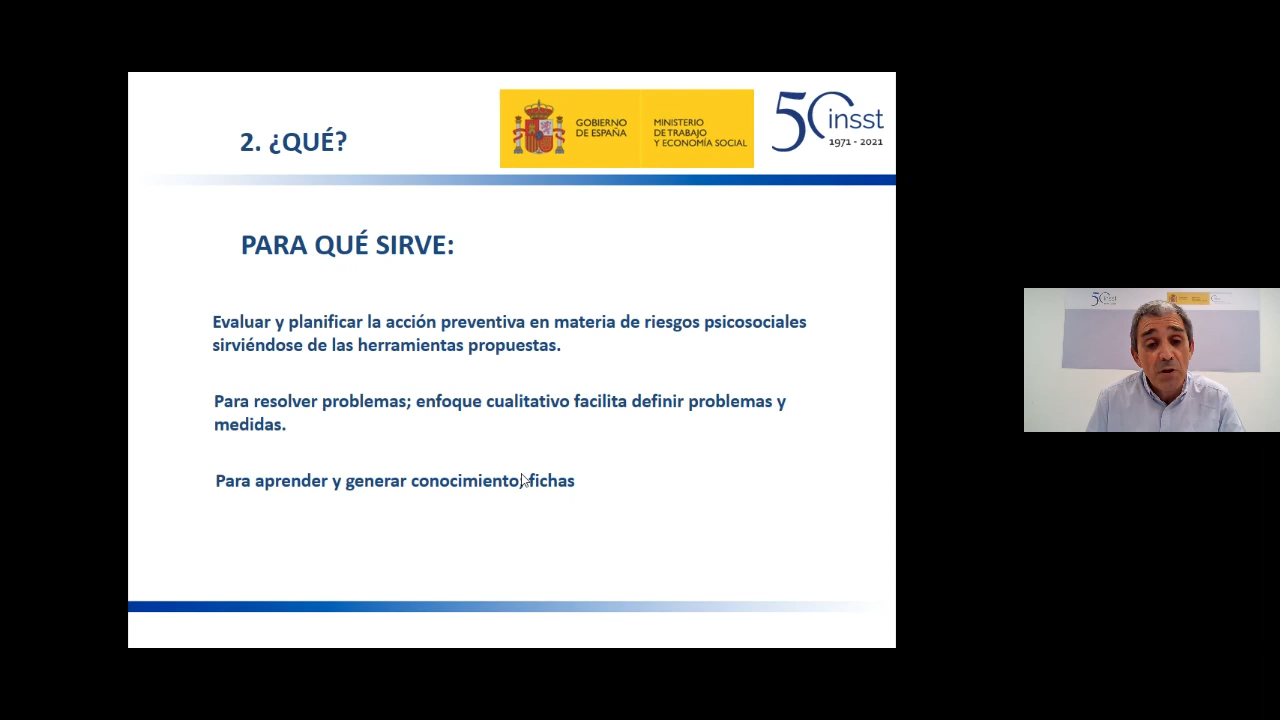 2. ¿QUÉ?
GOBIERNO
DE ESPAÑA
MINISTERIO
DE TRABAJO
Y ECONOMÍA SOCIAL
50 insst
1971 - 2021
PARA QUÉ SIRVE:
Evaluar y planificar la acción preventiva en materia de riesgos psicosociales
sirviéndose de las herramientas propuestas.
Para resolver problemas; enfoque cualitativo facilita definir problemas y
medidas.
Para aprender y generar conocimiento, fichas
insst